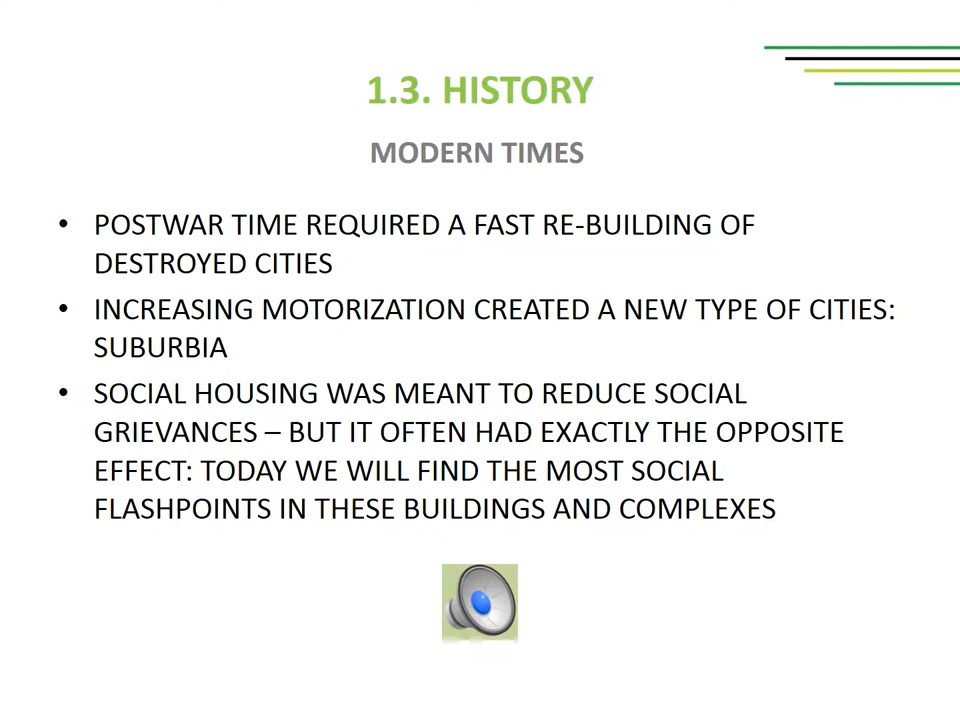 1.3. HISTORY
MODERN TIMES
• POSTWAR TIME REQUIRED A FAST RE-BUILDING OF
DESTROYED CITIES
• INCREASING MOTORIZATION CREATED A NEW TYPE OF CITIES:
SUBURBIA
• SOCIAL HOUSING WAS MEANT TO REDUCE SOCIAL
GRIEVANCES – BUT IT OFTEN HAD EXACTLY THE OPPOSITE
EFFECT: TODAY WE WILL FIND THE MOST SOCIAL
FLASHPOINTS IN THESE BUILDINGS AND COMPLEXES